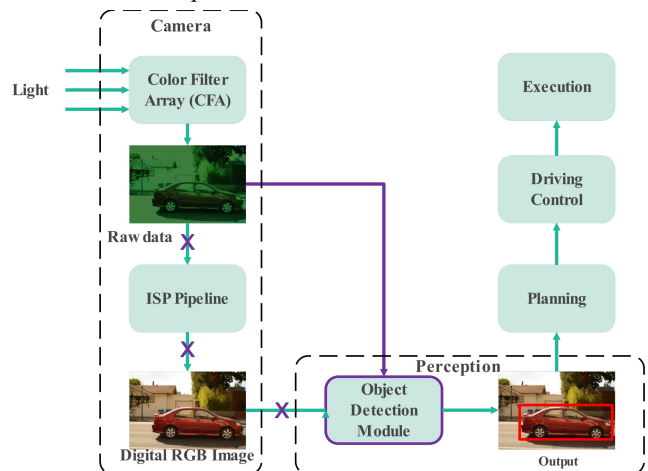 Camera
Light
Color Filter
Array (CFA)
Raw data
X
ISP Pipeline
X
Digital RGB Image
X
Perception
Object
Detection
Module
Output
Planning
Driving
Control
Execution